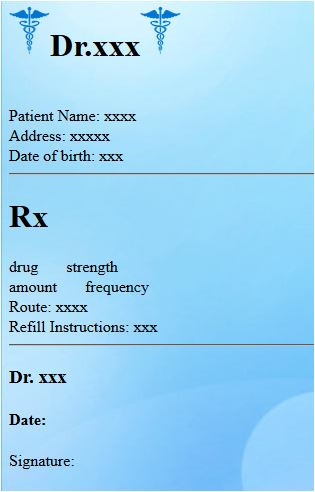 Dr.xxx
Patient Name: xxxx
Address: xxxxx
Date of birth: xxx
Rx
drug strength
amount frequency
Route: xxxx
Refill Instructions: xxx
Dr. xxx
Date:
Signature: